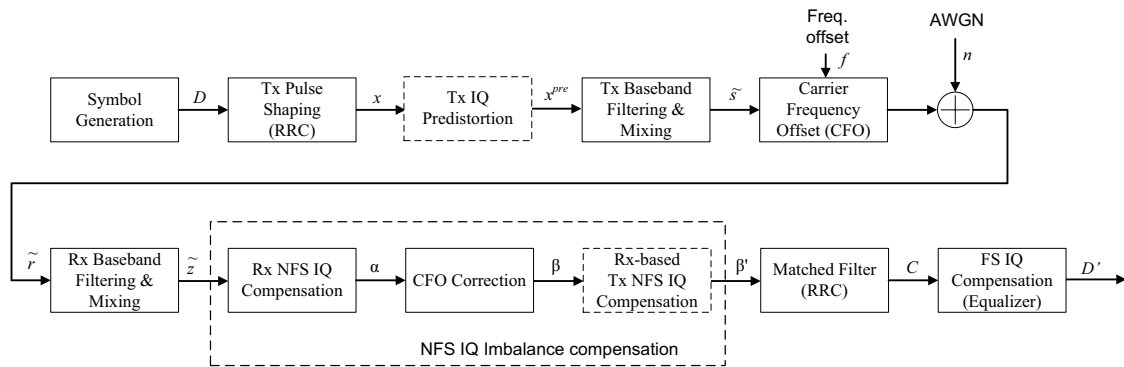 Freq.
offset
f
AWGN
n
Symbol
Generation
D
Tx Pulse
Shaping
(RRC)
x
Tx IQ
Predistortion
x^pre
Tx Baseband
Filtering &
Mixing
s̃
Carrier
Frequency
Offset (CFO)
r̃
Rx Baseband
Filtering &
Mixing
z̃
Rx NFS IQ
Compensation
α
CFO Correction
β
Rx-based
Tx NFS IQ
Compensation
β'
Matched Filter
(RRC)
C
FS IQ
Compensation
(Equalizer)
D’
NFS IQ Imbalance compensation